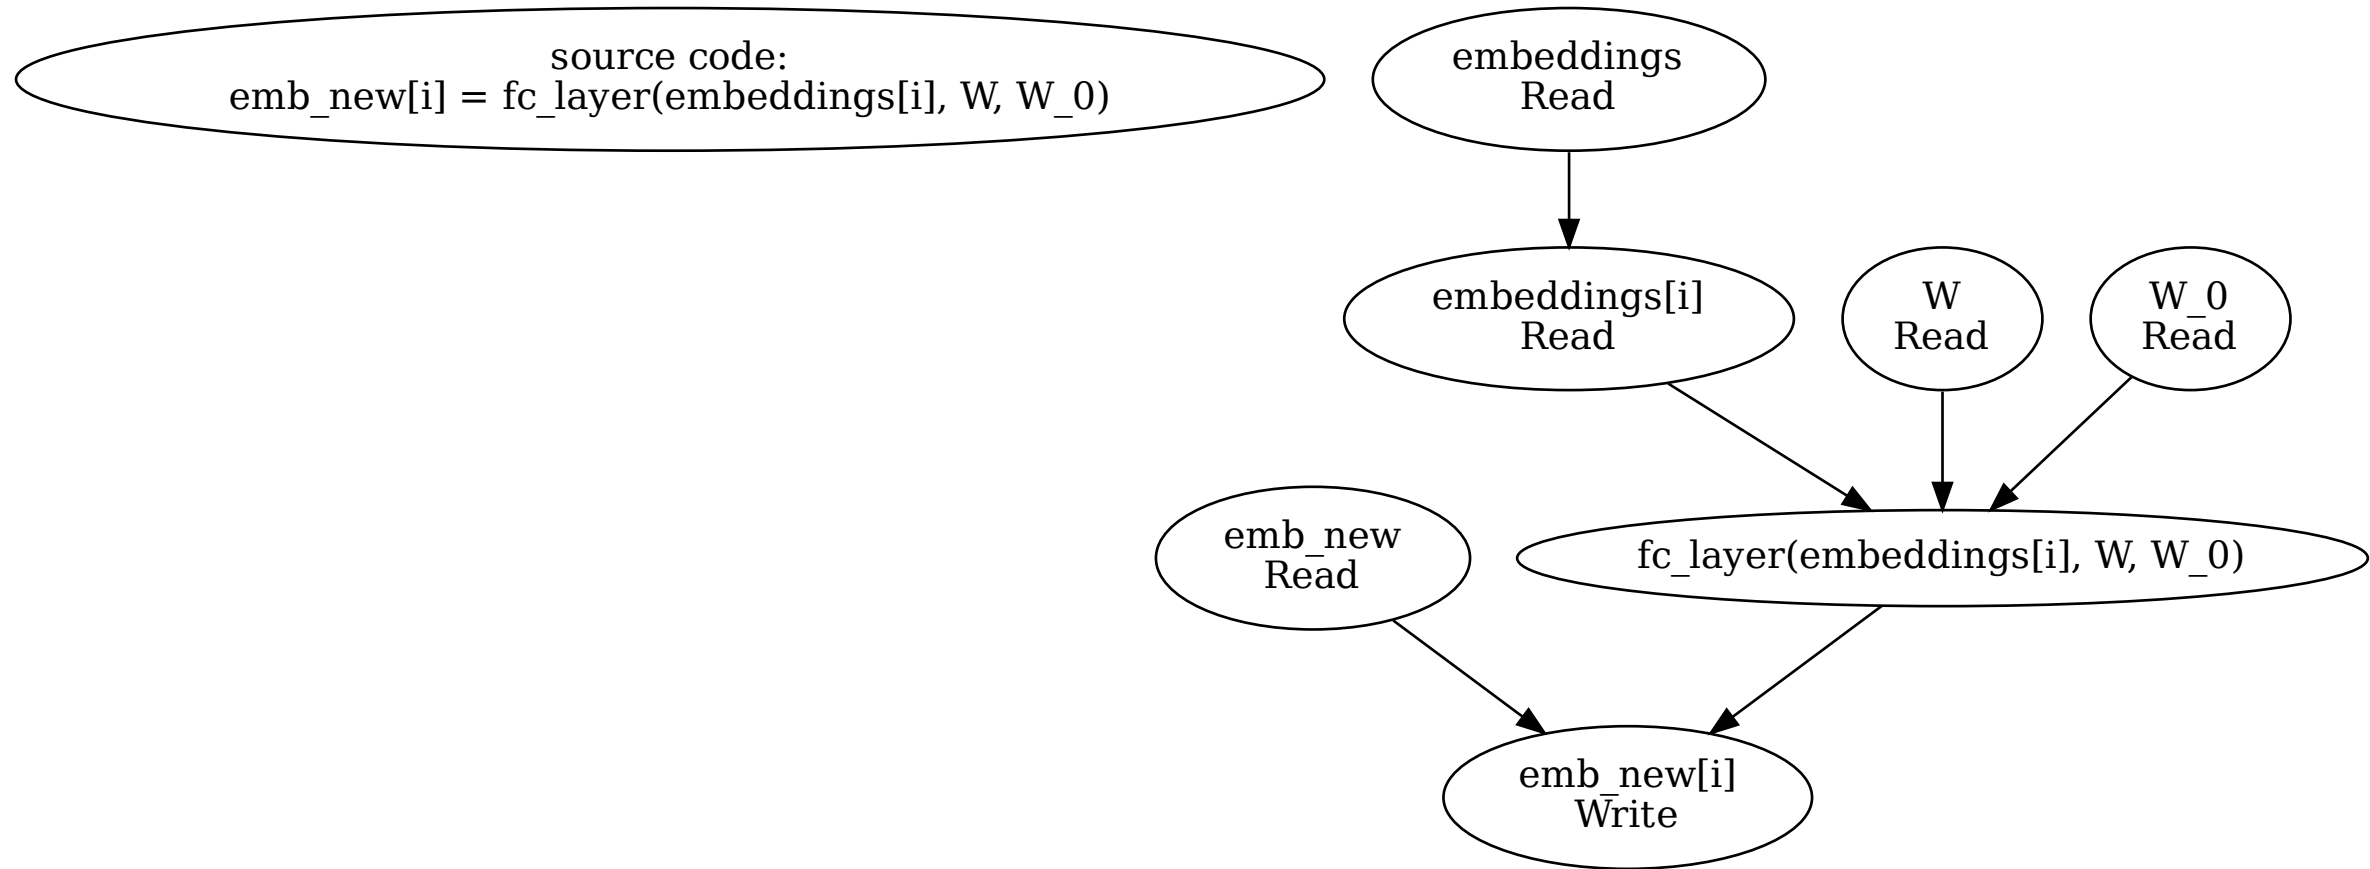 source code:
emb_new[i] = fc_layer(embeddings[i], W, W_0)
embeddings
Read
embeddings[i]
Read
W
Read
W_0
Read
emb_new
Read
fc_layer(embeddings[i], W, W_0)
emb_new[i]
Write